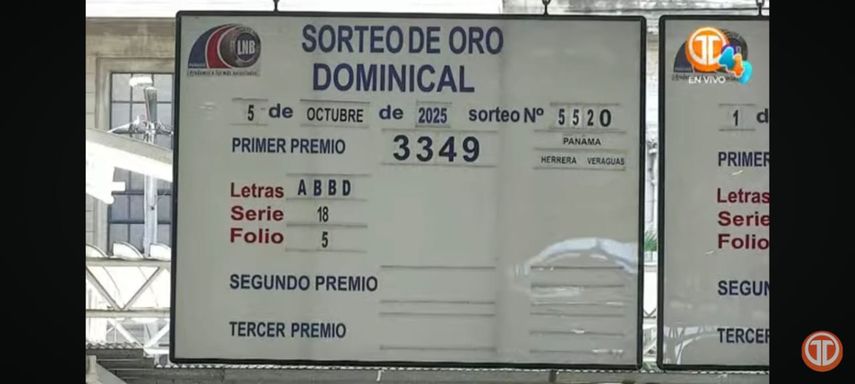 LNB
SORTEO DE ORO
DOMINICAL
5 de OCTUBRE de 2025 sorteo Nº 5520
PRIMER PREMIO 3349 PANAMA
HERRERA VERAGUAS
Letras A B B D
Serie 18
Folio 5
SEGUNDO PREMIO
TERCER PREMIO
EN VIVO
1 d
PRIMER
Letras
Serie
Folio
SEGUN
TERCER